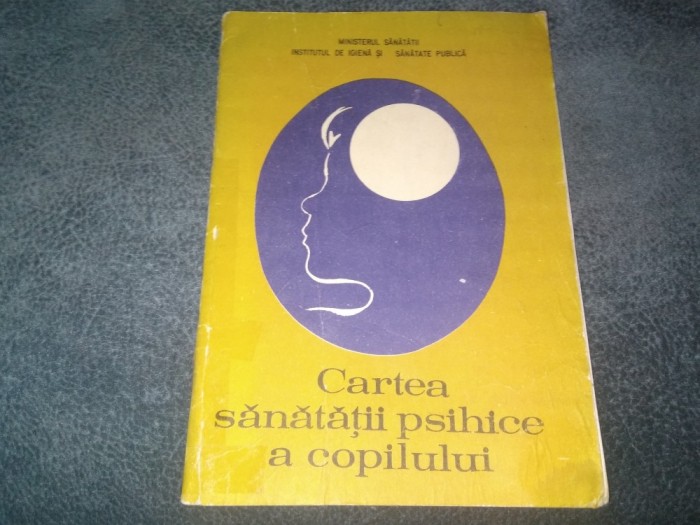 MINISTERUL SĂNĂTĂȚII
INSTITUTUL DE IGIENĂ ȘI SĂNĂTATE PUBLICĂ
Cartea
sănătății psihice
a copilului